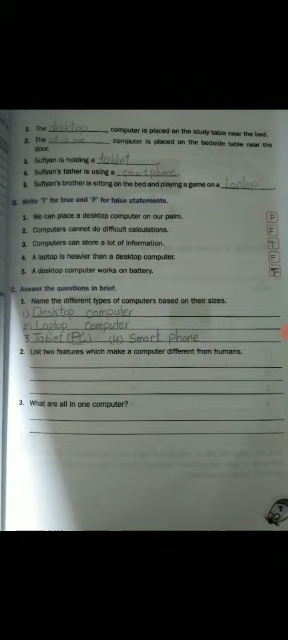 1. The desktop computer is placed on the study table near the bed.
2. The all in one computer is placed on the bedside table near the
door.
3. Sufyan is holding a tablet.
4. Sufyan's father is using a smartphone.
5. Sufyan's brother is sitting on the bed and playing a game on a laptop.
B. Write 'T' for true and 'F' for false statements.
1. We can place a desktop computer on our palm. F
2. Computers cannot do difficult calculations. F
3. Computers can store a lot of information. T
4. A laptop is heavier than a desktop computer. F
5. A desktop computer works on battery.
C. Answer the questions in brief.
1. Name the different types of computers based on their sizes.
1) Desktop computer
2) Laptop computer
3 Tablet (PC) (4) Smart phone
2. List two features which make a computer different from humans.
3. What are all in one computer?